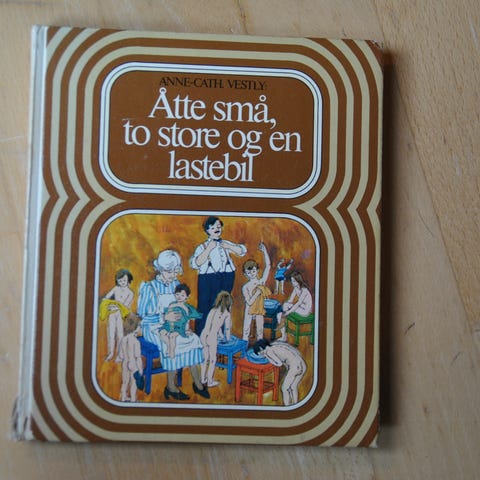 ANNE-CATH. VESTLY:
Åtte små,
to store og en
lastebil